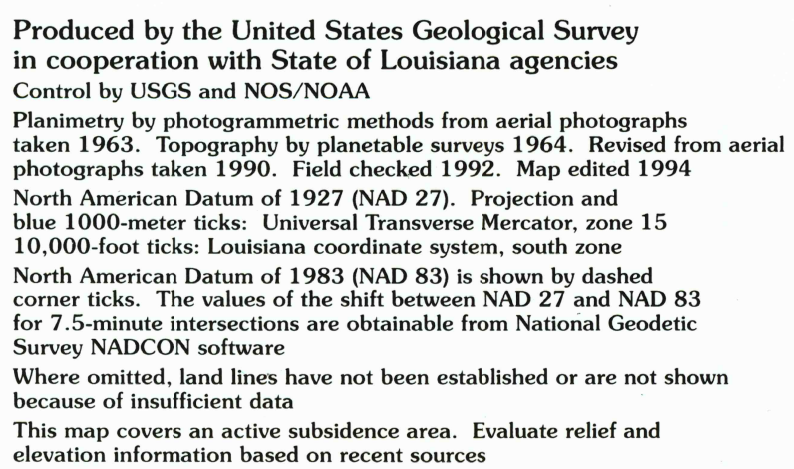 Produced by the United States Geological Survey
in cooperation with State of Louisiana agencies
Control by USGS and NOS/NOAA
Planimetry by photogrammetric methods from aerial photographs
taken 1963. Topography by planetable surveys 1964. Revised from aerial
photographs taken 1990. Field checked 1992. Map edited 1994
North American Datum of 1927 (NAD 27). Projection and
blue 1000-meter ticks: Universal Transverse Mercator, zone 15
10,000-foot ticks: Louisiana coordinate system, south zone
North American Datum of 1983 (NAD 83) is shown by dashed
corner ticks. The values of the shift between NAD 27 and NAD 83
for 7.5-minute intersections are obtainable from National Geodetic
Survey NADCON software
Where omitted, land lines have not been established or are not shown
because of insufficient data
This map covers an active subsidence area. Evaluate relief and
elevation information based on recent sources